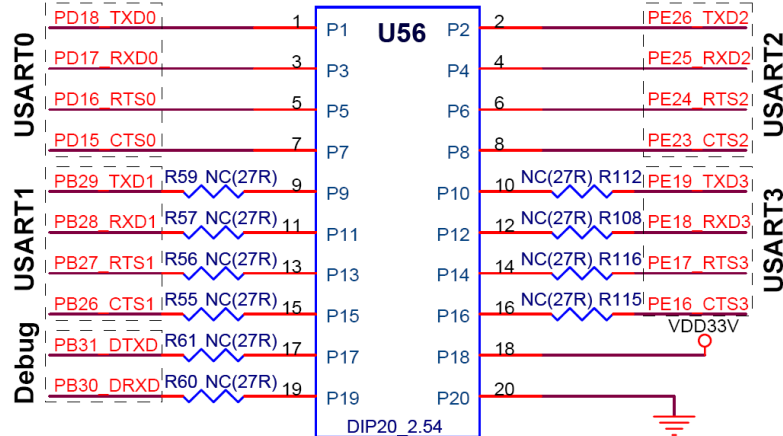 PD18_TXD0 1 P1 U56 P2 2 PE26_TXD2
PD17_RXD0 3 P3 P4 4 PE25_RXD2
PD16_RTS0 5 P5 P6 6 PE24_RTS2
PD15_CTS0 7 P7 P8 8 PE23_CTS2
USART0
USART2
PB29_TXD1 R59 NC(27R) 9 P9 P10 10 NC(27R) R112 PE19_TXD3
PB28_RXD1 R57 NC(27R) 11 P11 P12 12 NC(27R) R108 PE18_RXD3
PB27_RTS1 R56 NC(27R) 13 P13 P14 14 NC(27R) R116 PE17_RTS3
PB26_CTS1 R55 NC(27R) 15 P15 P16 16 NC(27R) R115 PE16_CTS3
USART1
USART3
VDD33V
PB31_DTXD R61 NC(27R) 17 P17 P18 18
PB30_DRXD R60 NC(27R) 19 P19 P20 20
Debug
DIP20_2.54